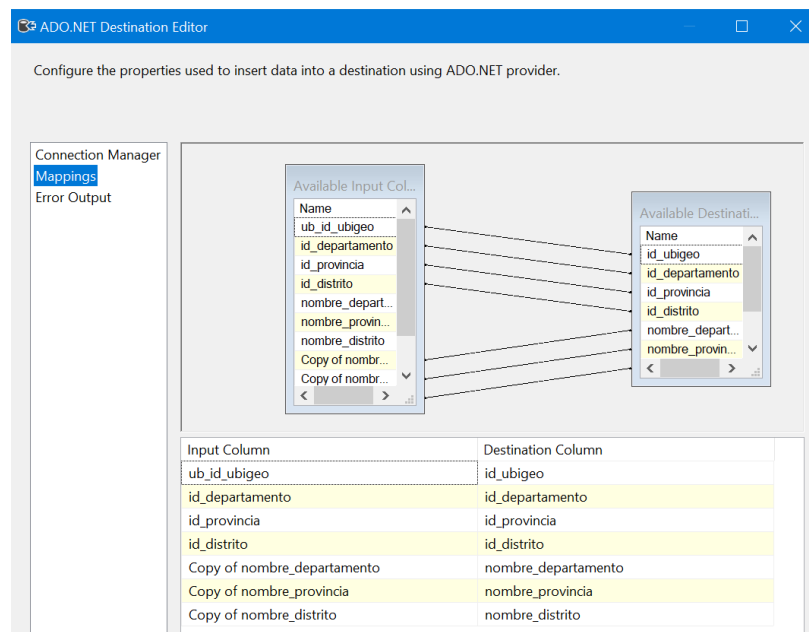 ADO.NET Destination Editor
Configure the properties used to insert data into a destination using ADO.NET provider.
Connection Manager
Mappings
Error Output
Available Input Col...
Name
ub_id_ubigeo
id_departamento
id_provincia
id_distrito
nombre_depart...
nombre_provin...
nombre_distrito
Copy of nombr...
Copy of nombr...
Available Destinati...
Name
id_ubigeo
id_departamento
id_provincia
id_distrito
nombre_depart...
nombre_provin...
Input Column Destination Column
ub_id_ubigeo id_ubigeo
id_departamento id_departamento
id_provincia id_provincia
id_distrito id_distrito
Copy of nombre_departamento nombre_departamento
Copy of nombre_provincia nombre_provincia
Copy of nombre_distrito nombre_distrito